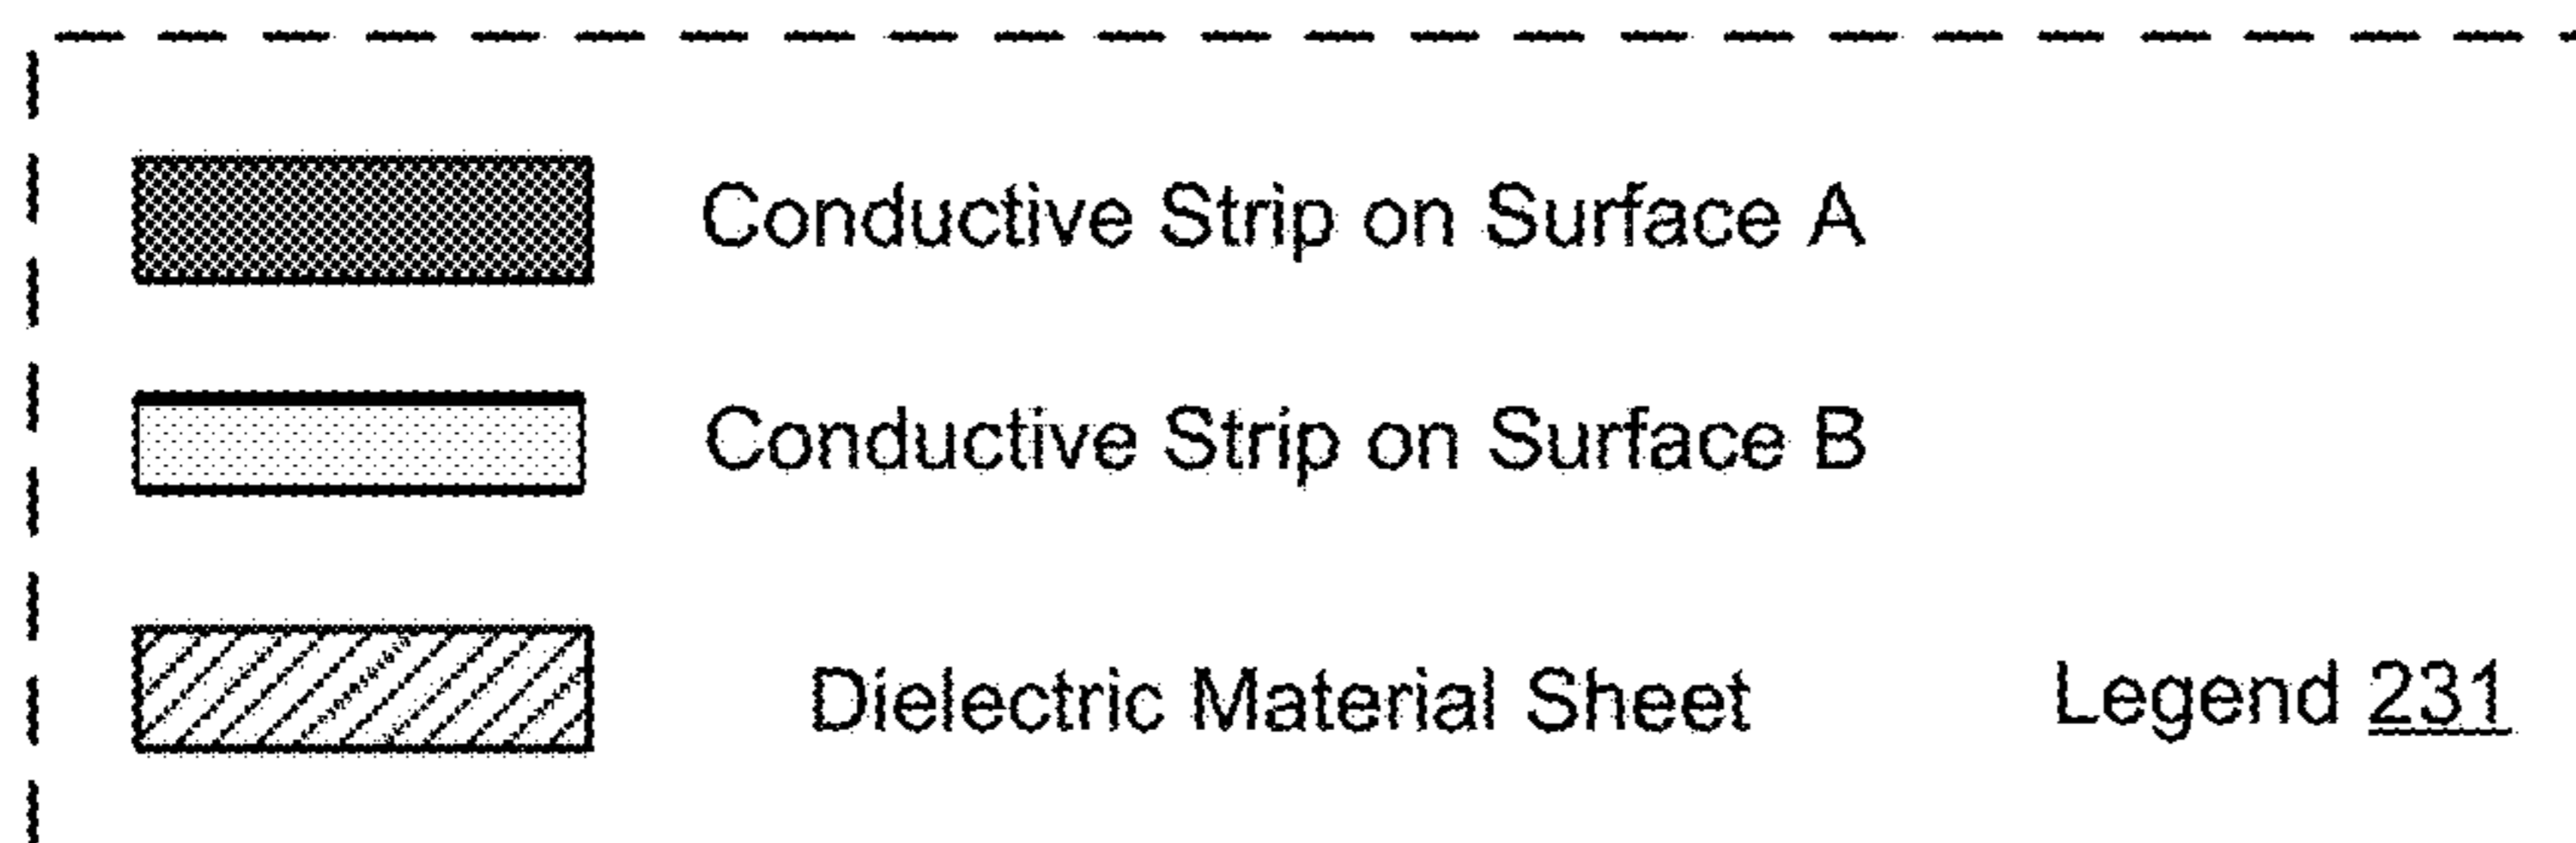 Conductive Strip on Surface A
Conductive Strip on Surface B
Dielectric Material Sheet
Legend 231